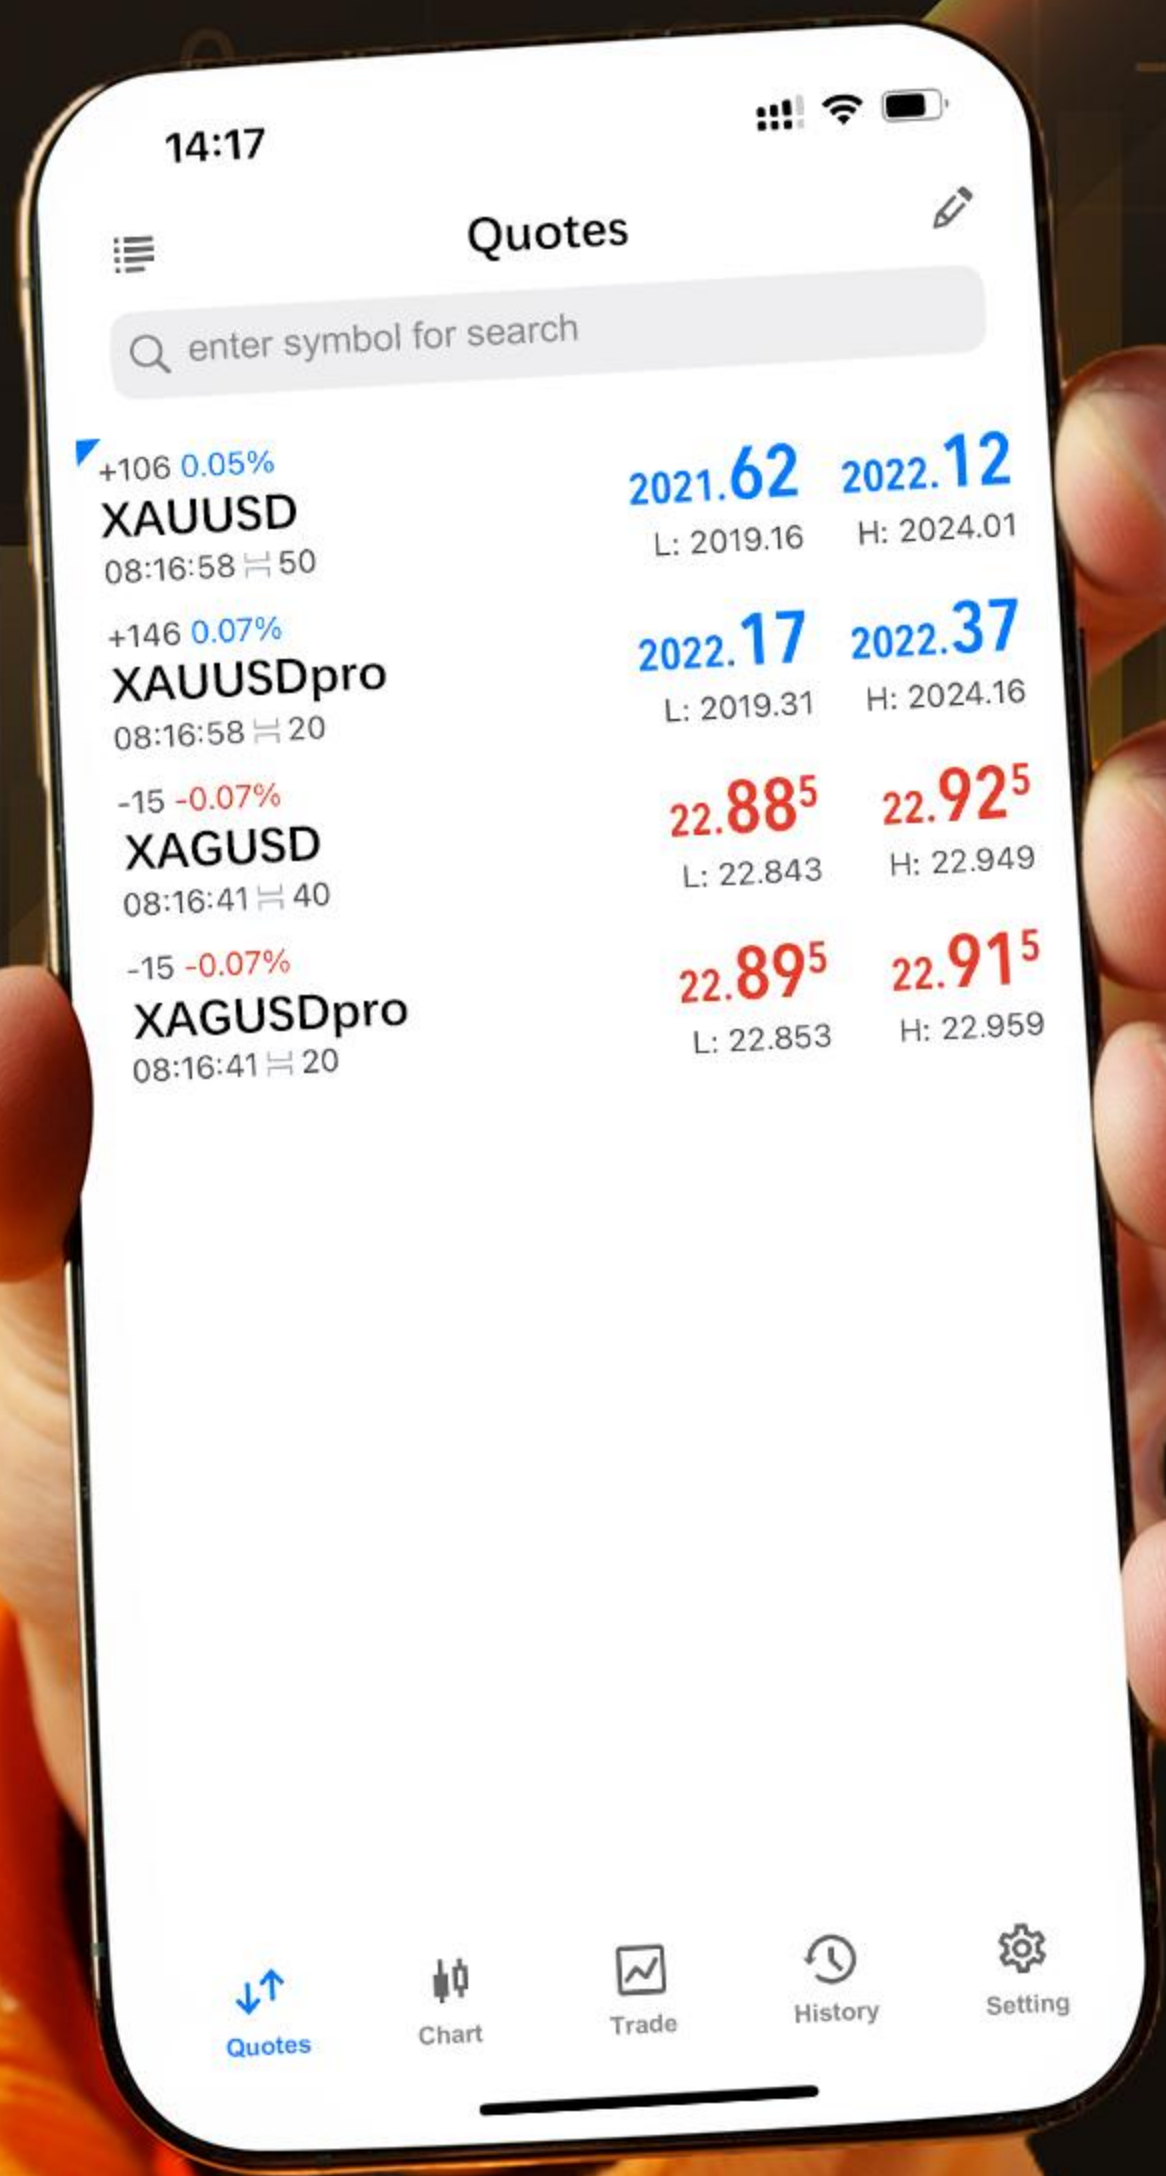 14:17
Quotes
enter symbol for search
+106 0.05%
XAUUSD
08:16:58 50
2021.62 2022.12
L: 2019.16 H: 2024.01
+146 0.07%
XAUUSDpro
08:16:58 20
2022.17 2022.37
L: 2019.31 H: 2024.16
-15 -0.07%
XAGUSD
08:16:41 40
22.885 22.925
L: 22.843 H: 22.949
-15 -0.07%
XAGUSDpro
08:16:41 20
22.895 22.915
L: 22.853 H: 22.959
Quotes Chart Trade History Setting